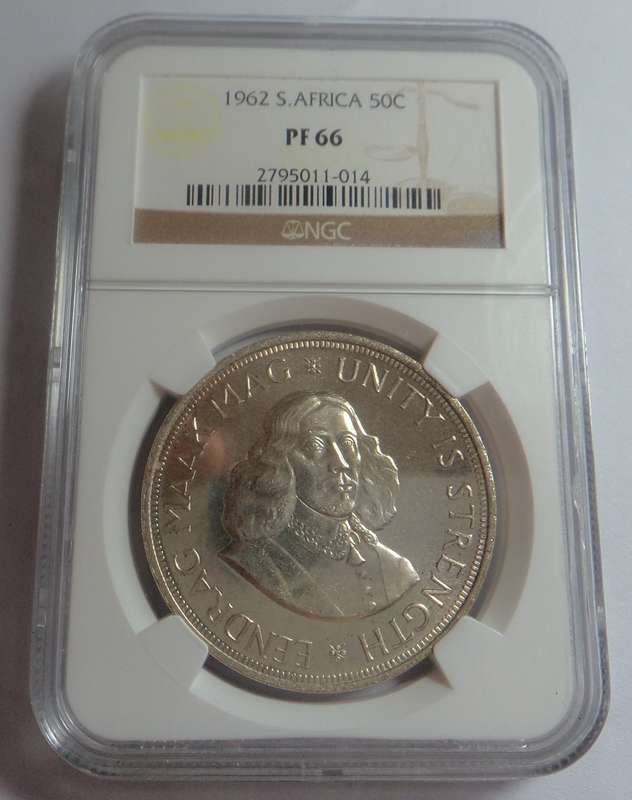 1962 S.AFRICA 50C
PF 66
2795011-014
NGC
EENDRAG MAAK MAG * UNITY IS STRENGTH *